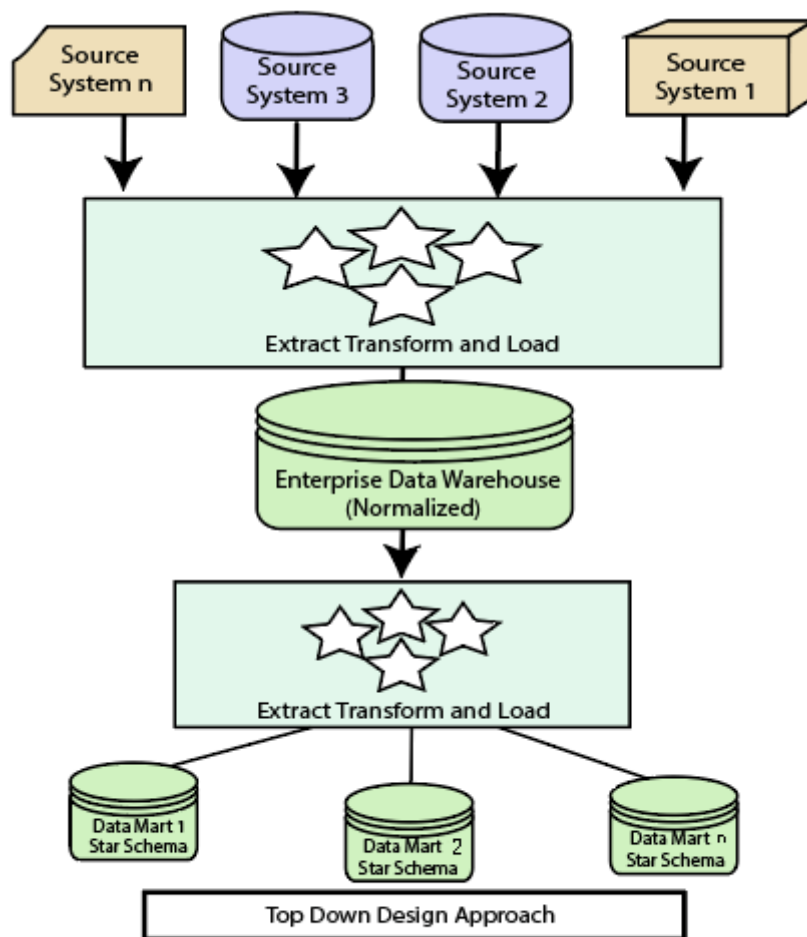 Source
System n
Source
System 3
Source
System 2
Source
System 1
Extract Transform and Load
Enterprise Data Warehouse
(Normalized)
Extract Transform and Load
Data Mart 1
Star Schema
Data Mart 2
Star Schema
Data Mart n
Star Schema
Top Down Design Approach